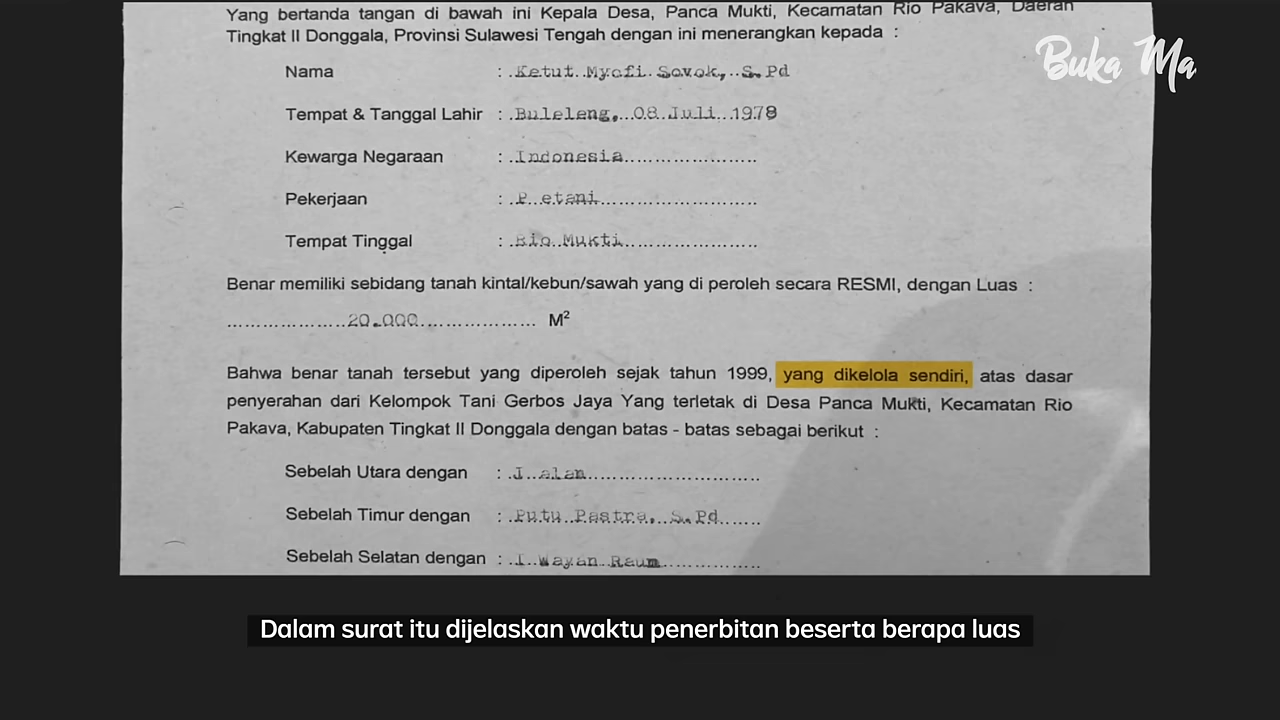 Yang bertanda tangan di bawah ini Kepala Desa, Panca Mukti, Kecamatan Rio Pakava, Daerah
Tingkat II Donggala, Provinsi Sulawesi Tengah dengan ini menerangkan kepada :
Buka Ma
Nama : .Ketut..Myofi.Sovok,..S.Pd
Tempat & Tanggal Lahir : .Buleleng,...08..Juli...1978
Kewarga Negaraan : .Indonesia......................
Pekerjaan : .P.etani..........................
Tempat Tinggal : .Rio.Mukti......................
Benar memiliki sebidang tanah kintal/kebun/sawah yang di peroleh secara RESMI, dengan Luas :
....................20.000.................... M²
Bahwa benar tanah tersebut yang diperoleh sejak tahun 1999, yang dikelola sendiri, atas dasar
penyerahan dari Kelompok Tani Gerbos Jaya Yang terletak di Desa Panca Mukti, Kecamatan Rio
Pakava, Kabupaten Tingkat II Donggala dengan batas - batas sebagai berikut :
Sebelah Utara dengan : .J.alan............................
Sebelah Timur dengan : .Putu..Pastra,..S.Pd.......
Sebelah Selatan dengan : .I.Wayan.Raum................
Dalam surat itu dijelaskan waktu penerbitan beserta berapa luas